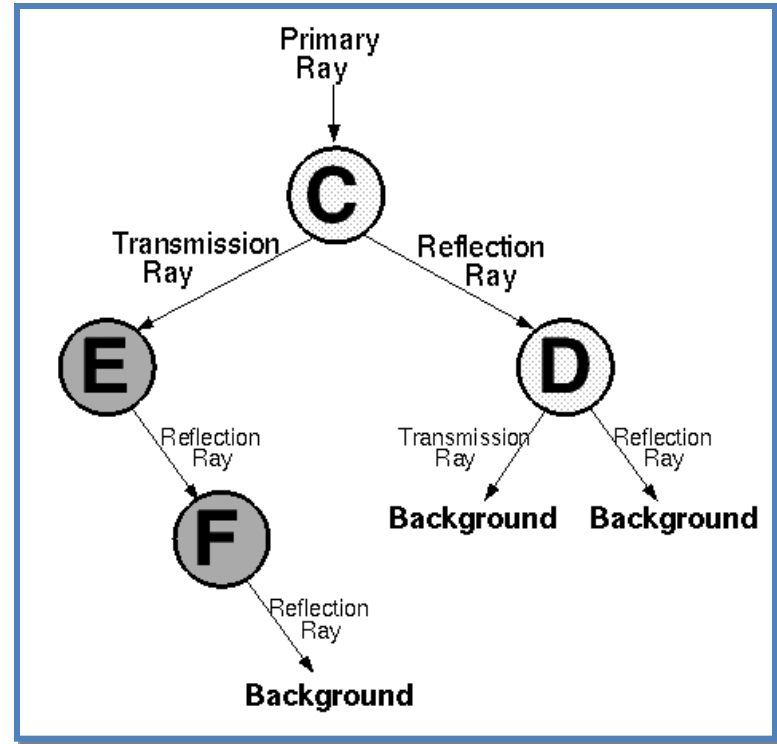 Primary
Ray
C
Transmission
Ray
Reflection
Ray
E
D
Reflection
Ray
Transmission
Ray
Reflection
Ray
Background
Background
F
Reflection
Ray
Background